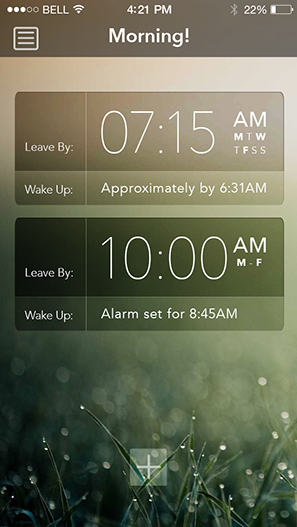 BELL 4:21 PM 22%
Morning!
Leave By: 07:15 AM
M T W
T F S S
Wake Up: Approximately by 6:31AM
Leave By: 10:00 AM
M - F
Wake Up: Alarm set for 8:45AM